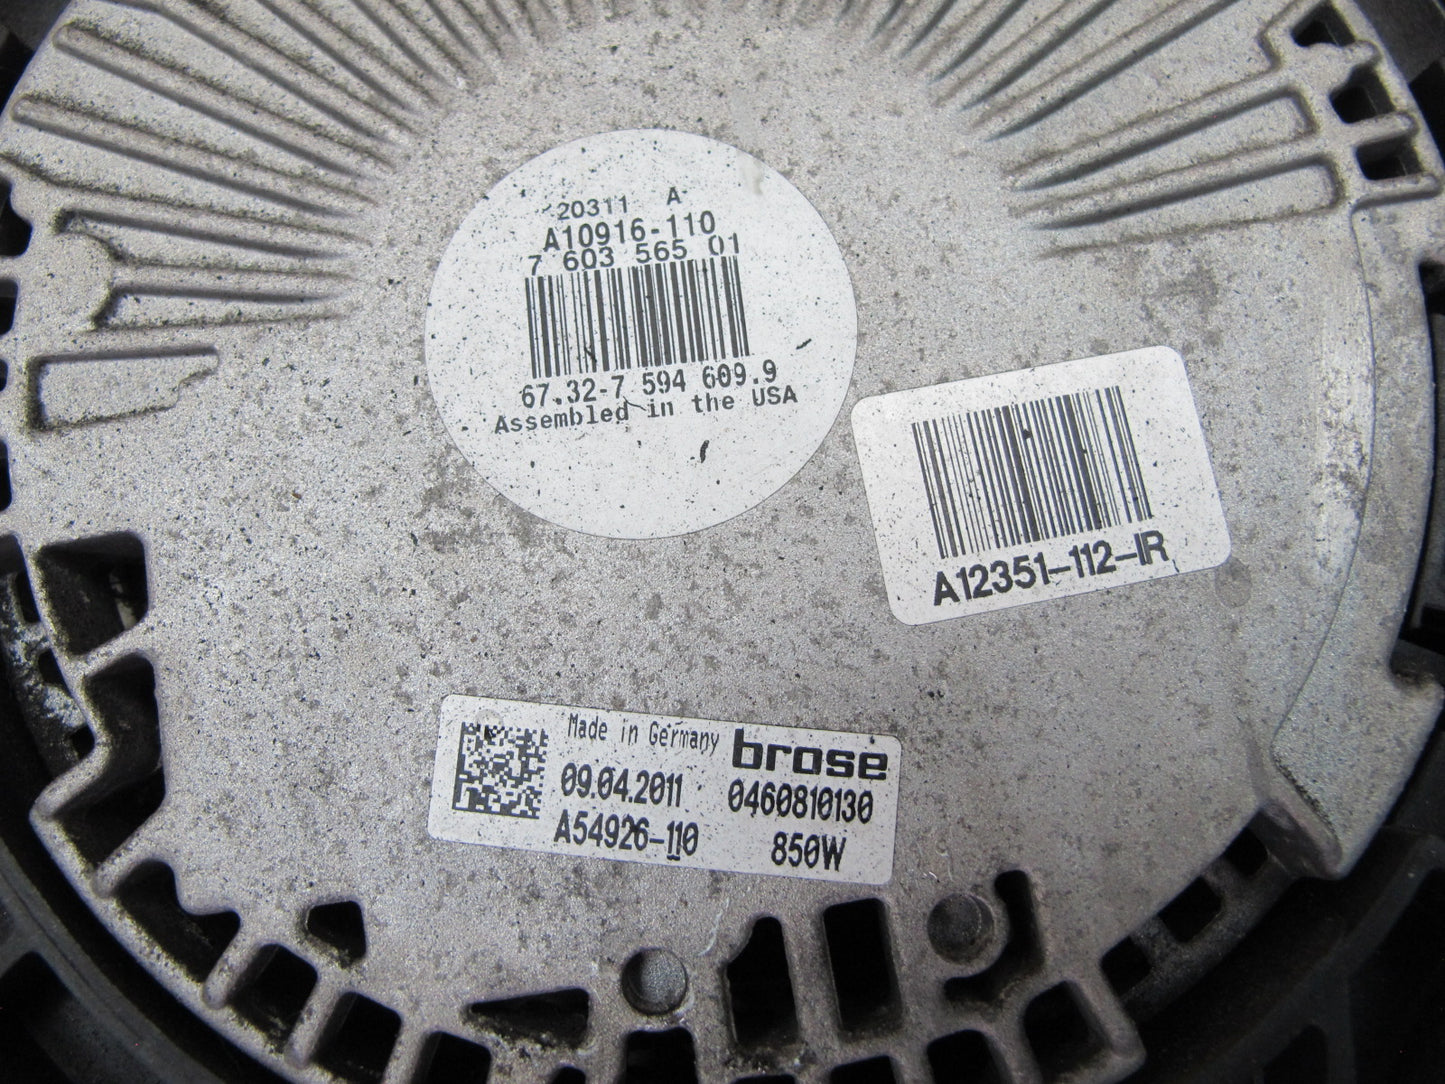 20311 A
A10916-110
7 603 565 01
67.32-7 594 609.9
Assembled in the USA
A12351-112-IR
Made in Germany brose
09.04.2011 0460810130
A54926-110 850W